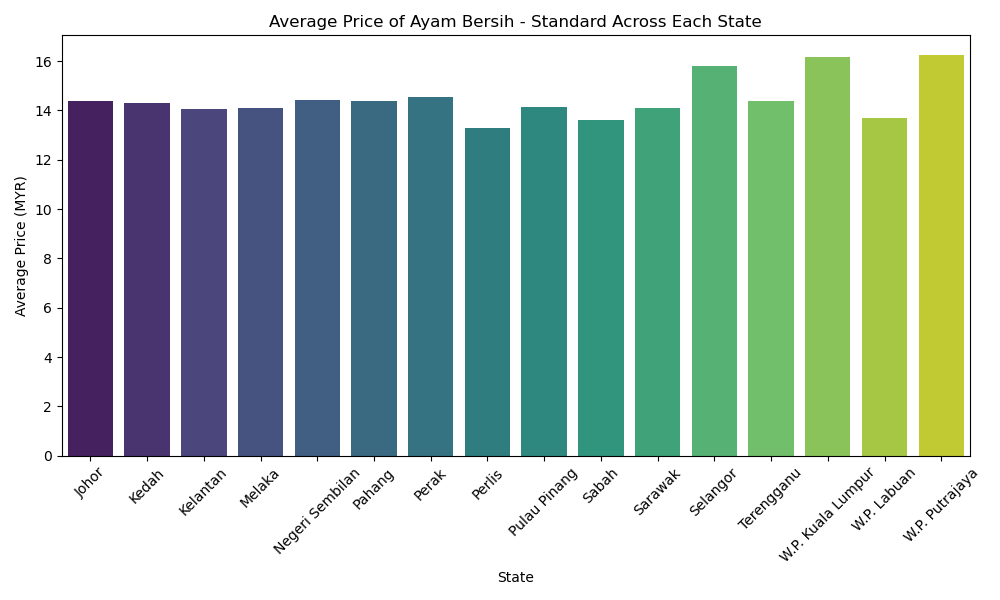 Average Price of Ayam Bersih - Standard Across Each State
Average Price (MYR)
16
14
12
10
8
6
4
2
0
Johor
Kedah
Kelantan
Melaka
Negeri Sembilan
Pahang
Perak
Perlis
Pulau Pinang
Sabah
Sarawak
Selangor
Terengganu
W.P. Kuala Lumpur
W.P. Labuan
W.P. Putrajaya
State